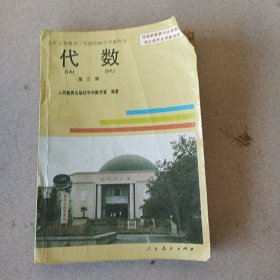 九年义务教育三年制初级中学教科书
代数
DAI SHU
第三册
人民教育出版社中学数学室 编著
人民教育出版社